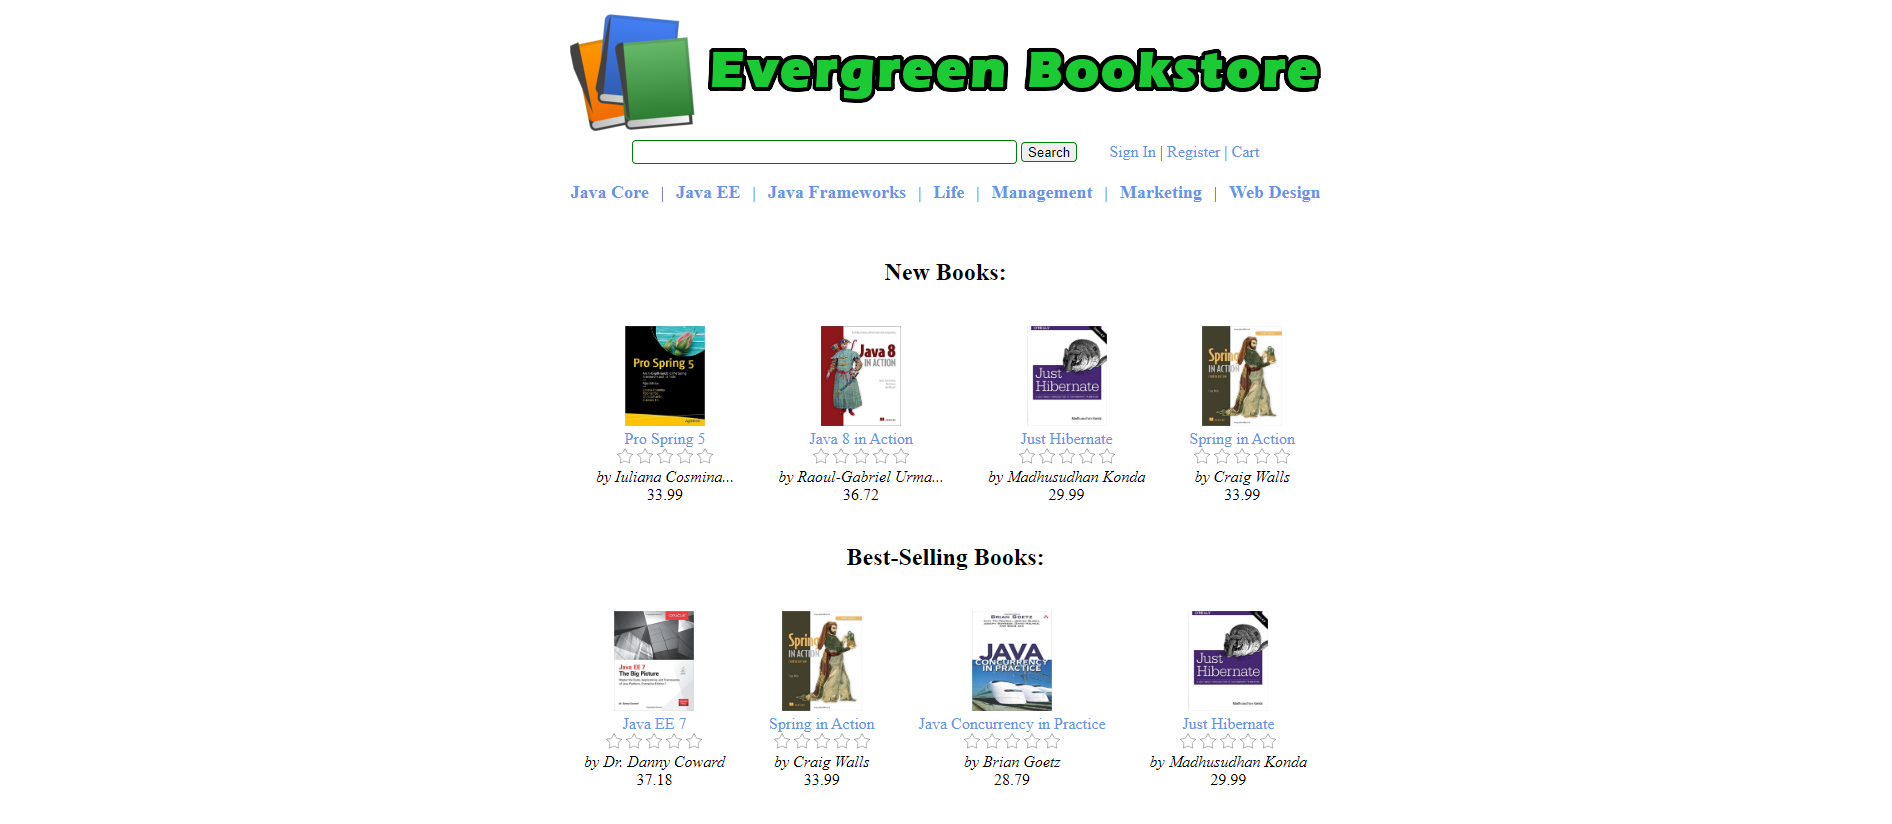 Evergreen Bookstore
Search Sign In | Register | Cart
Java Core | Java EE | Java Frameworks | Life | Management | Marketing | Web Design
New Books:
Pro Spring 5
Java 8
IN ACTION
Just
Hibernate
Spring
IN ACTION
Pro Spring 5
Java 8 in Action
Just Hibernate
Spring in Action
by Iuliana Cosmina...
by Raoul-Gabriel Urma...
by Madhusudhan Konda
by Craig Walls
33.99
36.72
29.99
33.99
Best-Selling Books:
Java EE 7
The Big Picture
Spring
IN ACTION
BRIAN GOETZ
JAVA
CONCURRENCY
IN PRACTICE
Just
Hibernate
Java EE 7
Spring in Action
Java Concurrency in Practice
Just Hibernate
by Dr. Danny Coward
by Craig Walls
by Brian Goetz
by Madhusudhan Konda
37.18
33.99
28.79
29.99